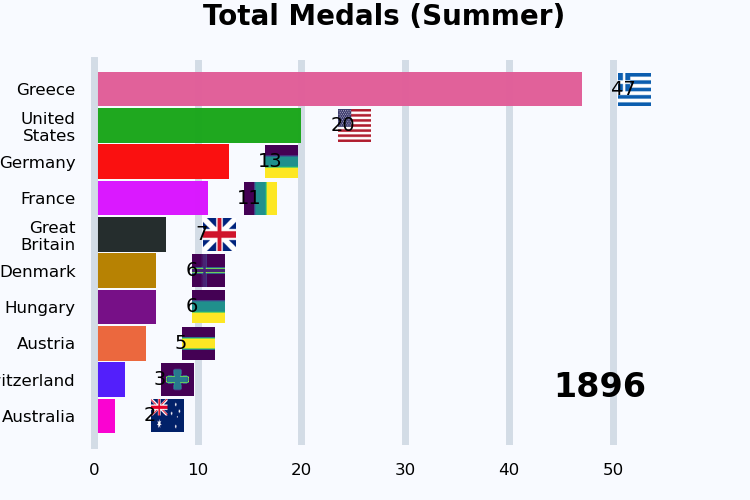 Total Medals (Summer)
Greece
47
United
States
20
Germany
13
France
11
Great
Britain
7
Denmark
6
Hungary
6
Austria
5
itzerland
3
1896
Australia
2
0 10 20 30 40 50